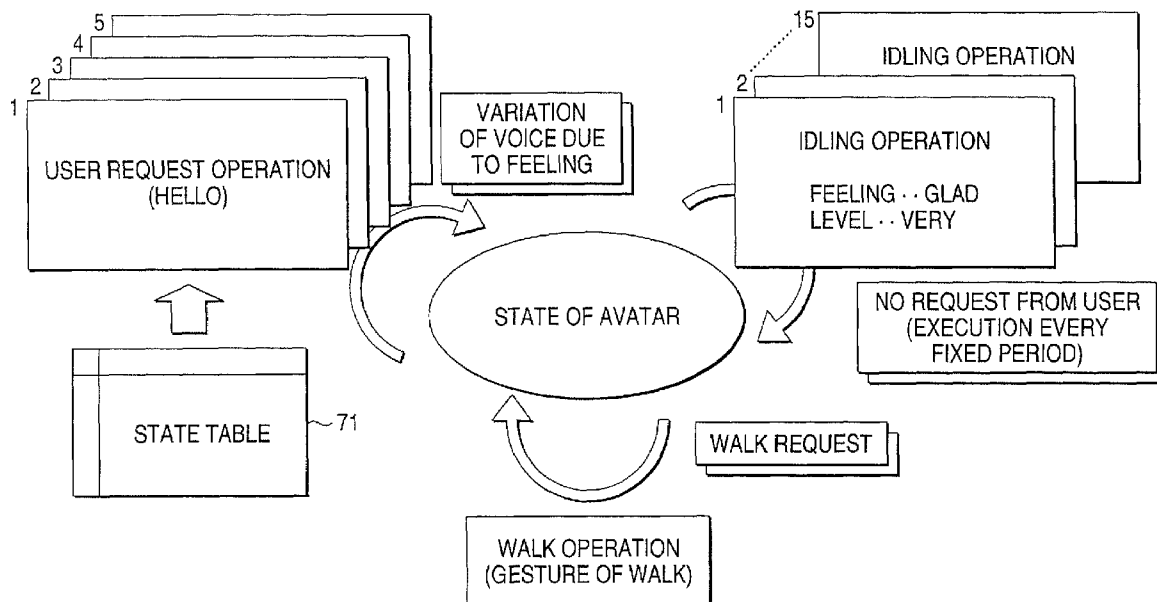 5
4
3
2
1
USER REQUEST OPERATION
(HELLO)
VARIATION
OF VOICE DUE
TO FEELING
15
IDLING OPERATION
2
1
IDLING OPERATION
FEELING ·· GLAD
LEVEL ·· VERY
STATE OF AVATAR
NO REQUEST FROM USER
(EXECUTION EVERY
FIXED PERIOD)
STATE TABLE
71
WALK REQUEST
WALK OPERATION
(GESTURE OF WALK)